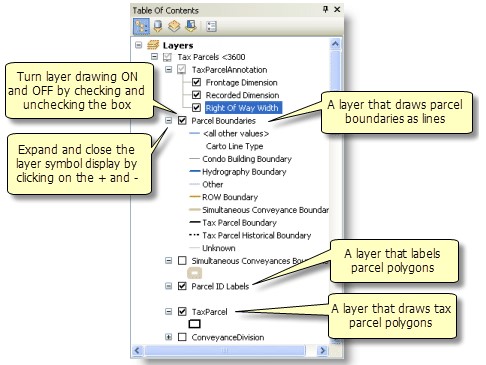 Table Of Contents
Layers
Tax Parcels <3600
TaxParcelAnnotation
Frontage Dimension
Recorded Dimension
Right Of Way Width
Parcel Boundaries
<all other values>
Carto Line Type
Condo Building Boundary
Hydrography Boundary
Other
ROW Boundary
Simultaneous Conveyance Boundar
Tax Parcel Boundary
Tax Parcel Historical Boundary
Unknown
Simultaneous Conveyances Bou
Parcel ID Labels
TaxParcel
ConveyanceDivision
Turn layer drawing ON
and OFF by checking and
unchecking the box
Expand and close the
layer symbol display by
clicking on the + and -
A layer that draws parcel
boundaries as lines
A layer that labels
parcel polygons
A layer that draws tax
parcel polygons